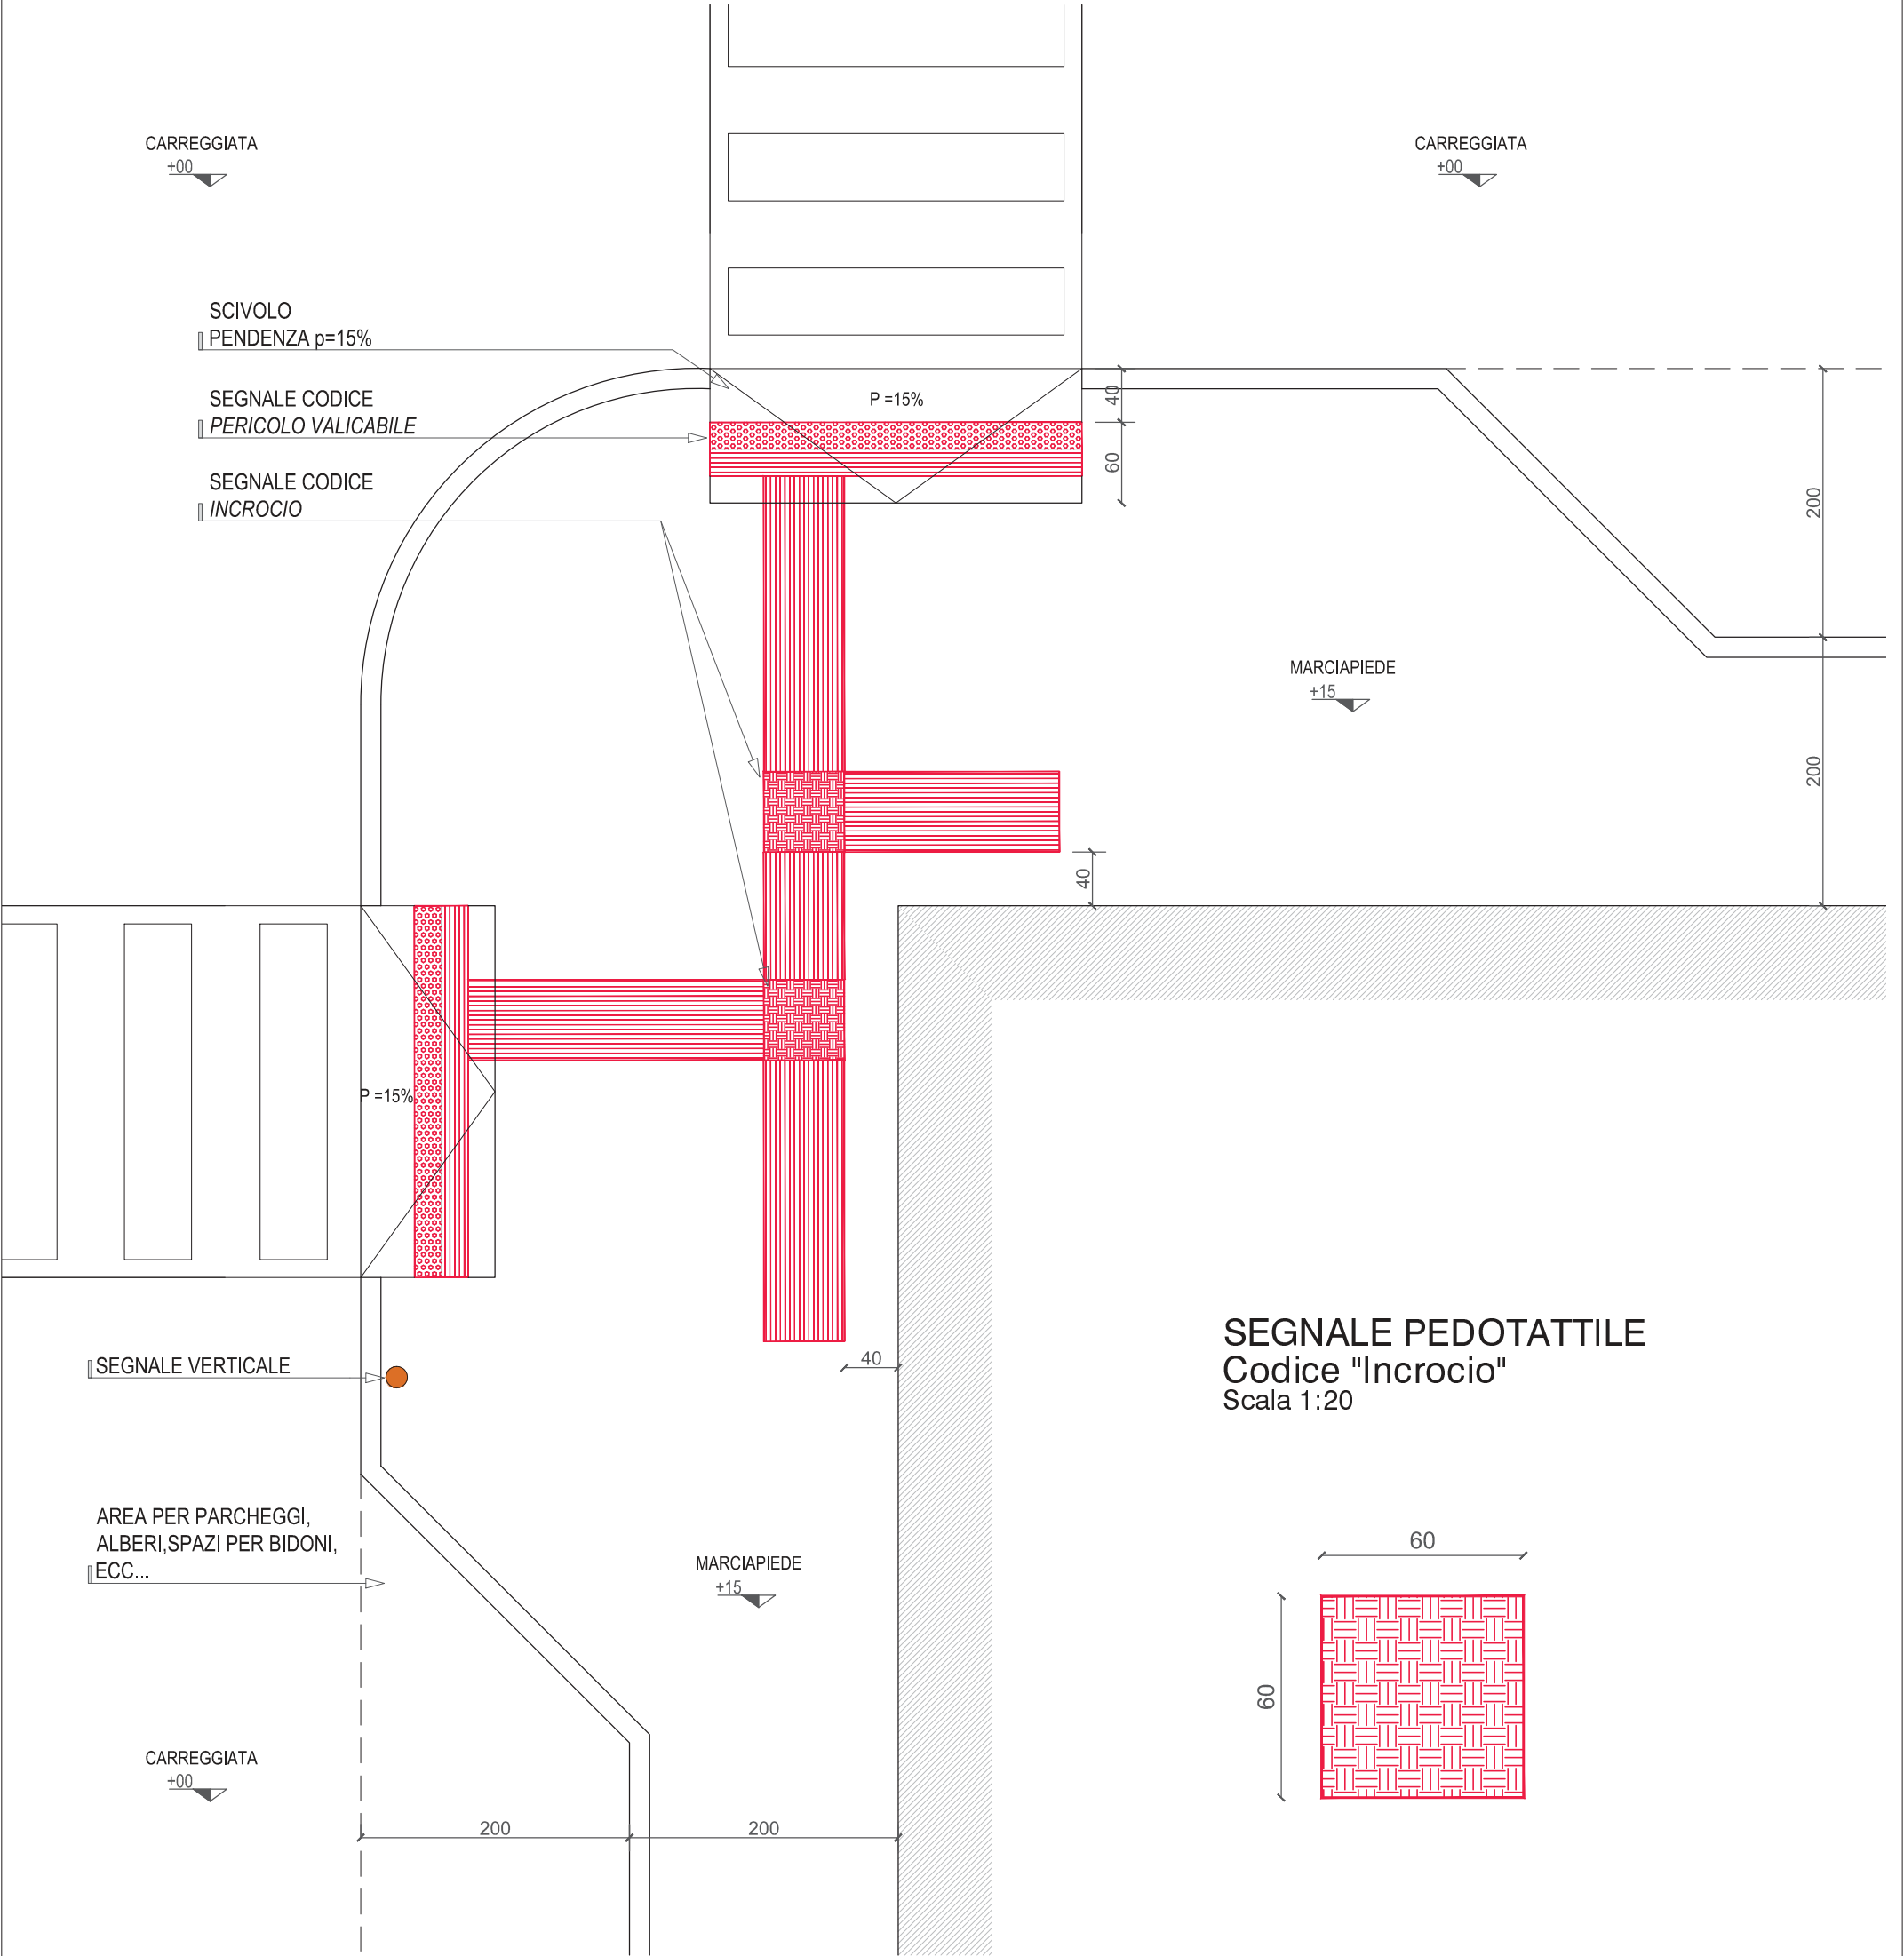 CARREGGIATA
+00
CARREGGIATA
+00
SCIVOLO
PENDENZA p=15%
SEGNALE CODICE
PERICOLO VALICABILE
SEGNALE CODICE
INCROCIO
P =15%
40
60
200
MARCIAPIEDE
+15
200
40
P =15%
SEGNALE VERTICALE
40
SEGNALE PEDOTATTILE
Codice "Incrocio"
Scala 1:20
AREA PER PARCHEGGI,
ALBERI,SPAZI PER BIDONI,
ECC...
MARCIAPIEDE
+15
60
60
CARREGGIATA
+00
200
200